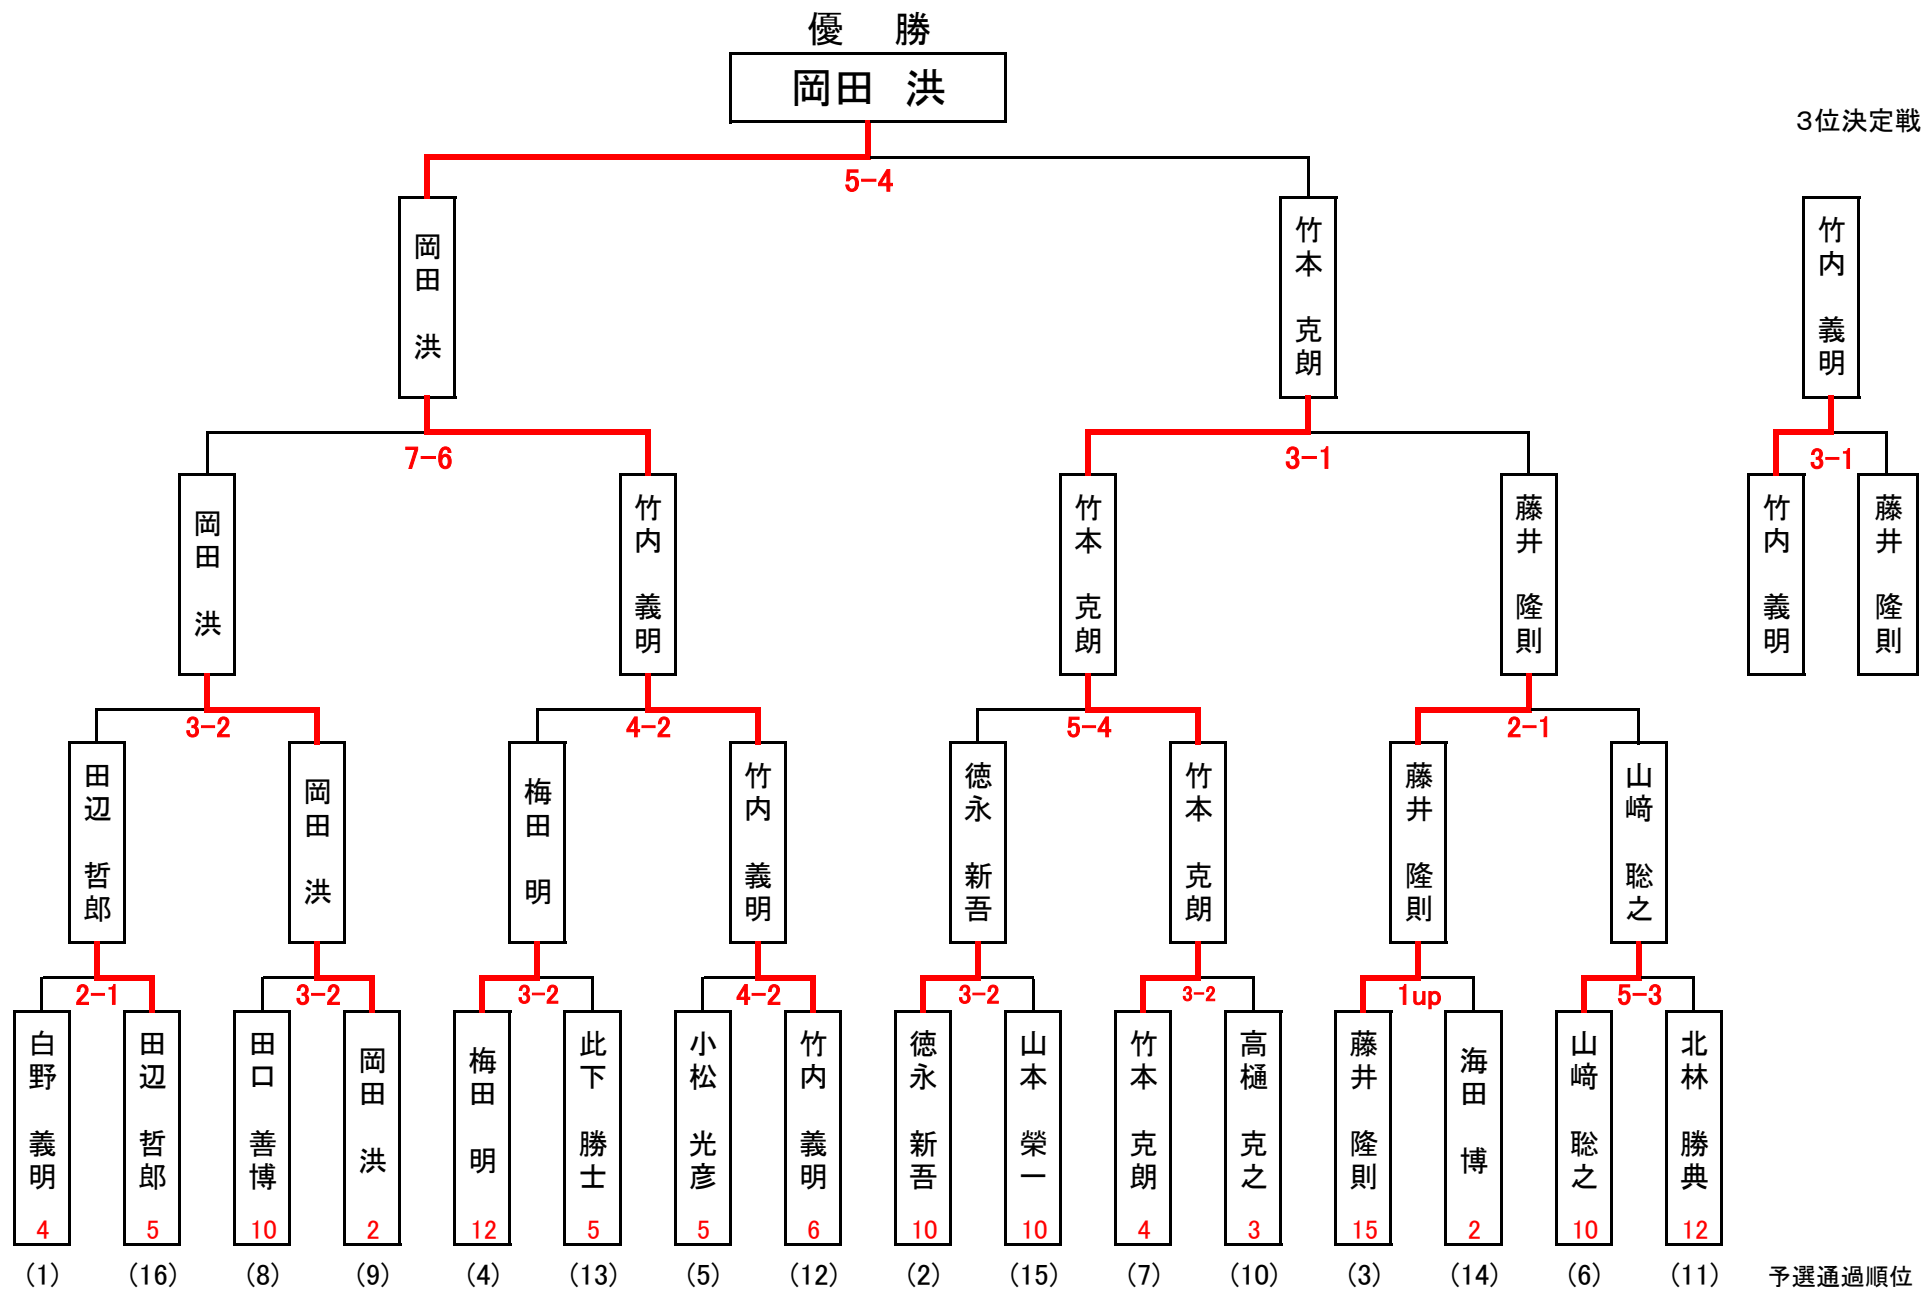 優　勝
岡田　洪
3位決定戦
5-4
岡田　洪
竹本　克朗
竹内　義明
7-6
3-1
3-1
岡田　洪
竹内　義明
竹本　克朗
藤井　隆則
竹内　義明
藤井　隆則
3-2
4-2
5-4
2-1
田辺　哲郎
岡田　洪
梅田　明
竹内　義明
徳永　新吾
竹本　克朗
藤井　隆則
山﨑　聡之
2-1
3-2
3-2
4-2
3-2
3-2
1up
5-3
白野　義明
田辺　哲郎
田口　善博
岡田　洪
梅田　明
此下　勝士
小松　光彦
竹内　義明
徳永　新吾
山本　榮一
竹本　克朗
高樋　克之
藤井　隆則
海田　博
山﨑　聡之
北林　勝典
4 5 10 2 12 5 5 6 10 10 4 3 15 2 10 12
(1) (16) (8) (9) (4) (13) (5) (12) (2) (15) (7) (10) (3) (14) (6) (11) 予選通過順位